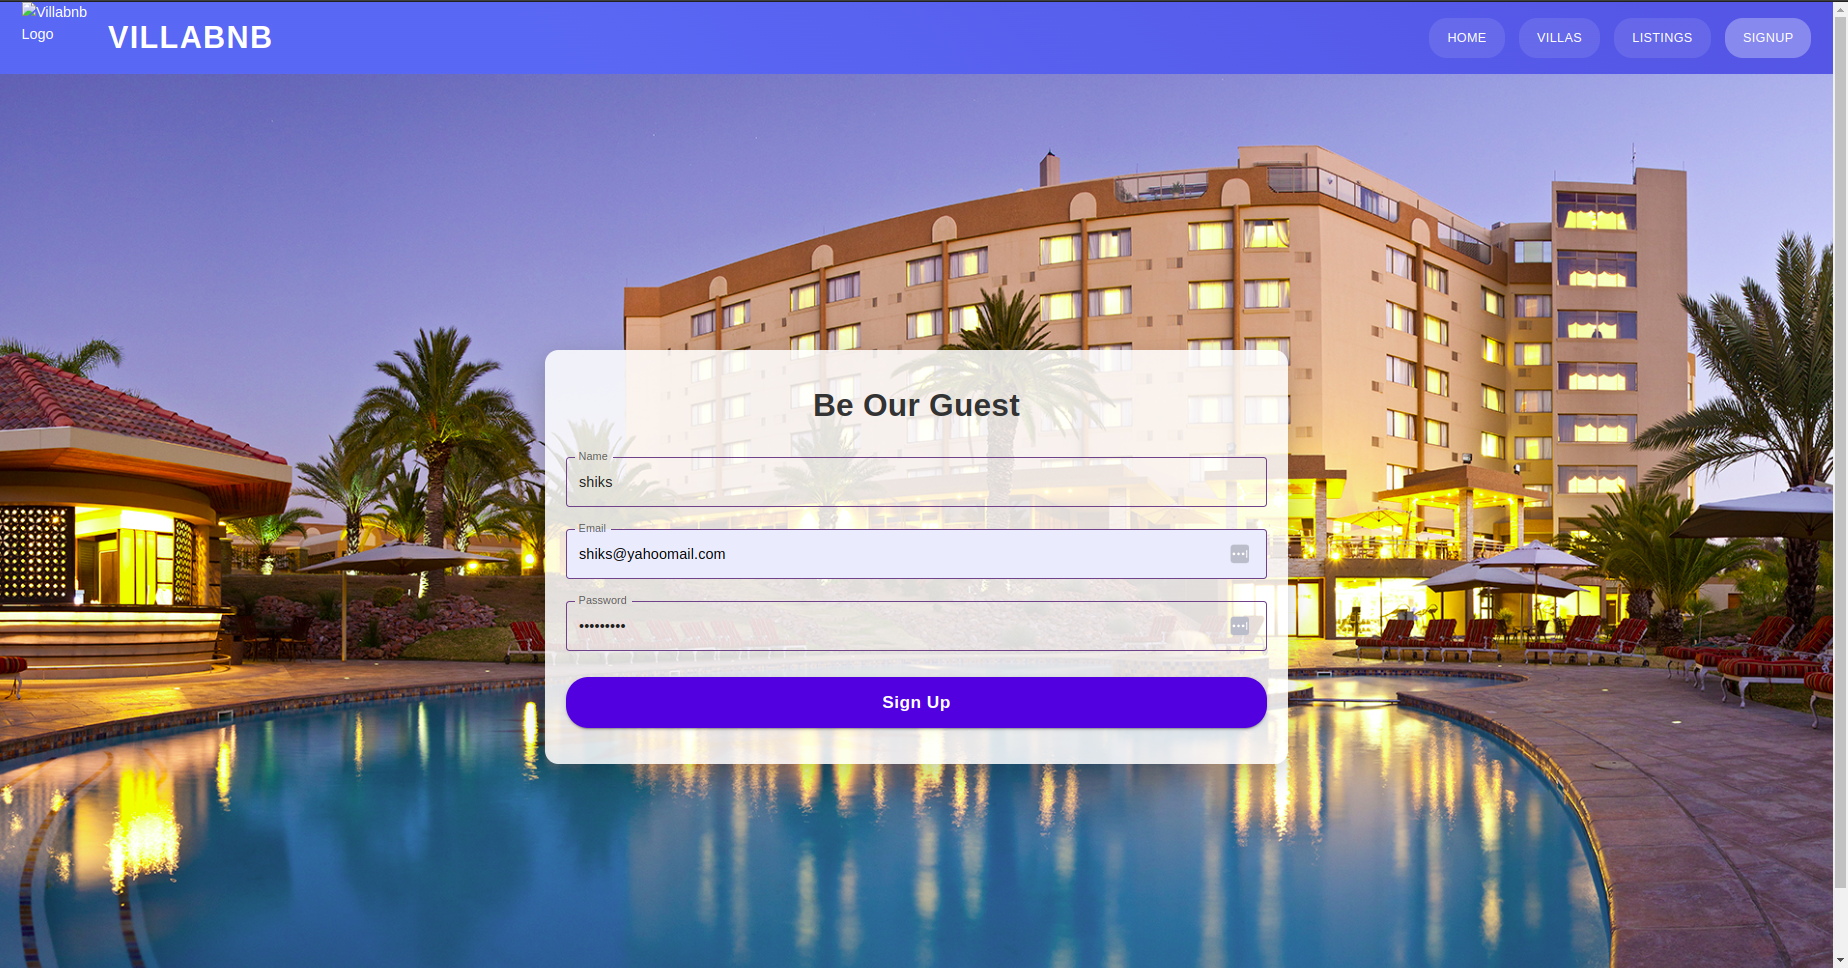 Villabnb
Logo
VILLABNB
HOME
VILLAS
LISTINGS
SIGNUP
Be Our Guest
Name
shiks
Email
shiks@yahoomail.com
Password
•••••••••
Sign Up